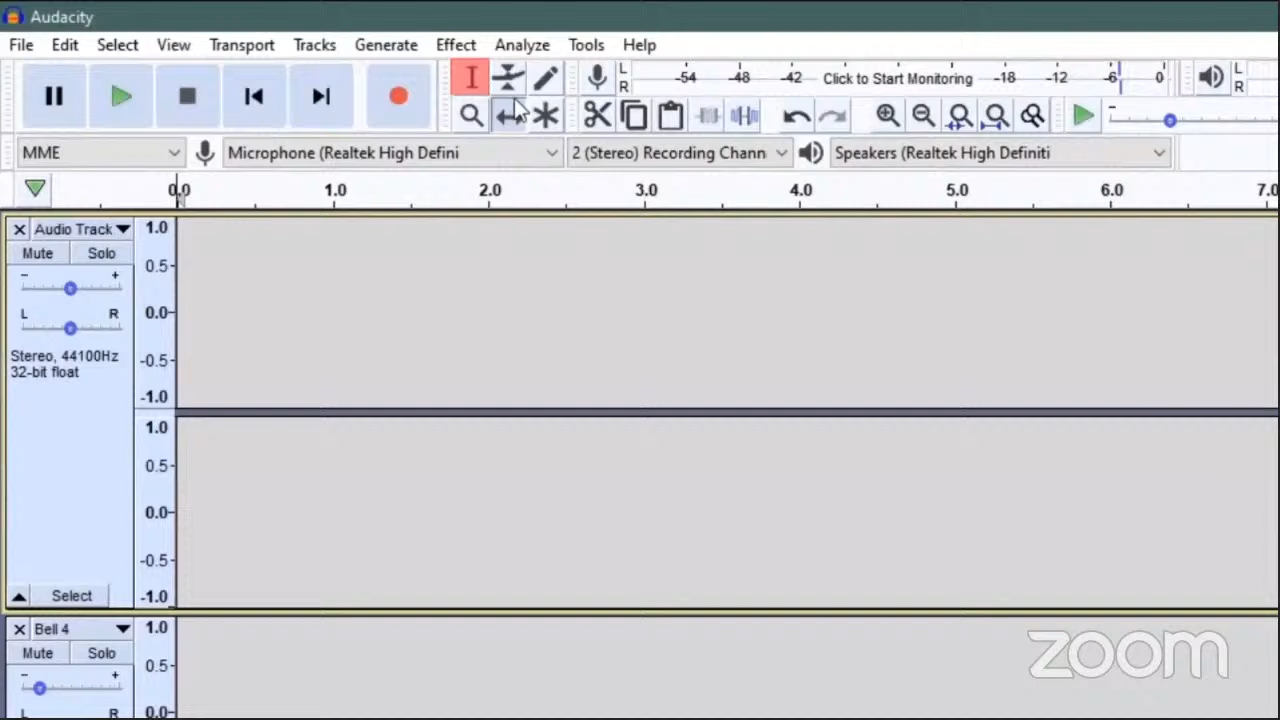 Audacity
File Edit Select View Transport Tracks Generate Effect Analyze Tools Help
L R -54 -48 -42 Click to Start Monitoring -18 -12 -6 0 L R
MME Microphone (Realtek High Defini 2 (Stereo) Recording Chann Speakers (Realtek High Definiti
0.0 1.0 2.0 3.0 4.0 5.0 6.0 7.0
Audio Track 1.0
Mute Solo
- + 0.5
L R 0.0
Stereo, 44100Hz -0.5
32-bit float
-1.0
1.0
0.5
0.0
-0.5
Select -1.0
Bell 4 1.0
Mute Solo
- + 0.5
L R 0.0
zoom